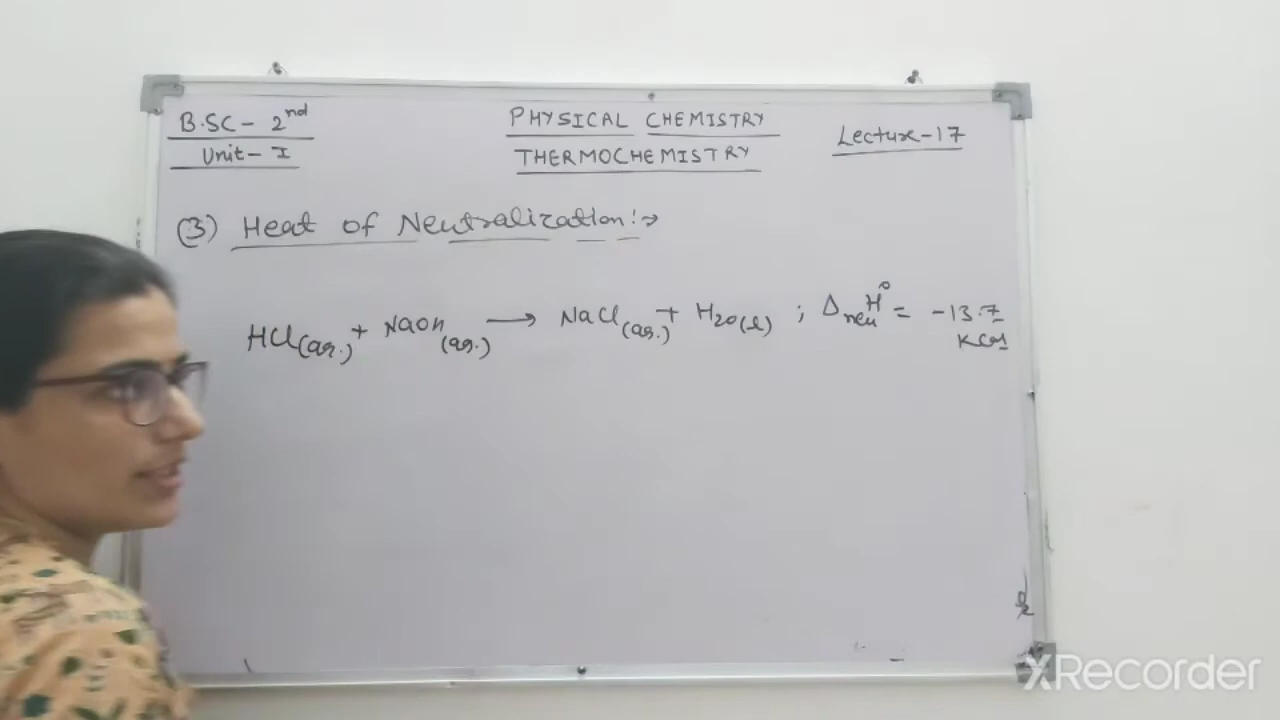 B.SC - 2nd
Unit - I
PHYSICAL CHEMISTRY
THERMOCHEMISTRY
Lecture - 17
(3) Heat of Neutralization :→
HCl(aq.) + NaOH(aq.) ⟶ NaCl(aq.) + H2O(l) ; ΔneuH° = -13.7
KCal
XRecorder